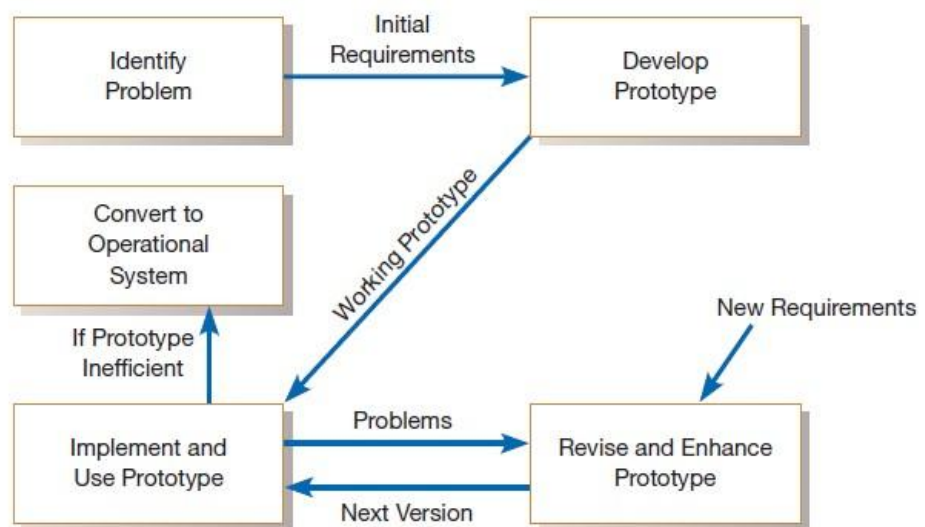 Identify
Problem
Initial
Requirements
Develop
Prototype
Convert to
Operational
System
Working Prototype
New Requirements
If Prototype
Inefficient
Implement and
Use Prototype
Problems
Next Version
Revise and Enhance
Prototype